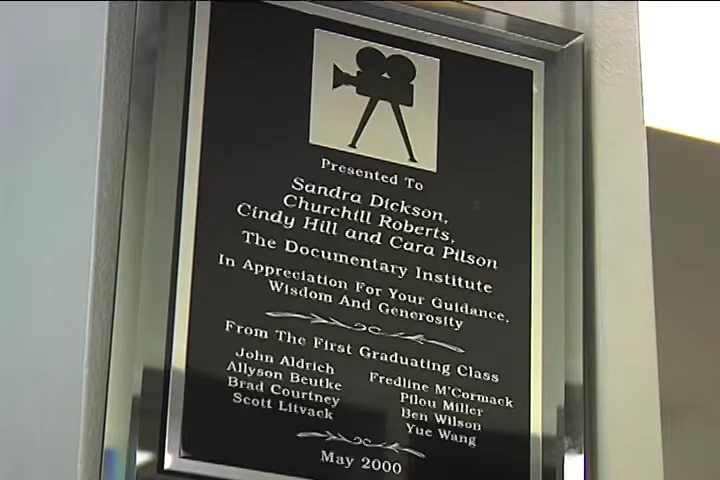 Presented To
Sandra Dickson,
Churchill Roberts,
Cindy Hill and Cara Pilson
The Documentary Institute
In Appreciation For Your Guidance,
Wisdom And Generosity
From The First Graduating Class
John Aldrich
Allyson Beutke
Brad Courtney
Scott Litvack
Fredline M'Cormack
Pilou Miller
Ben Wilson
Yue Wang
May 2000